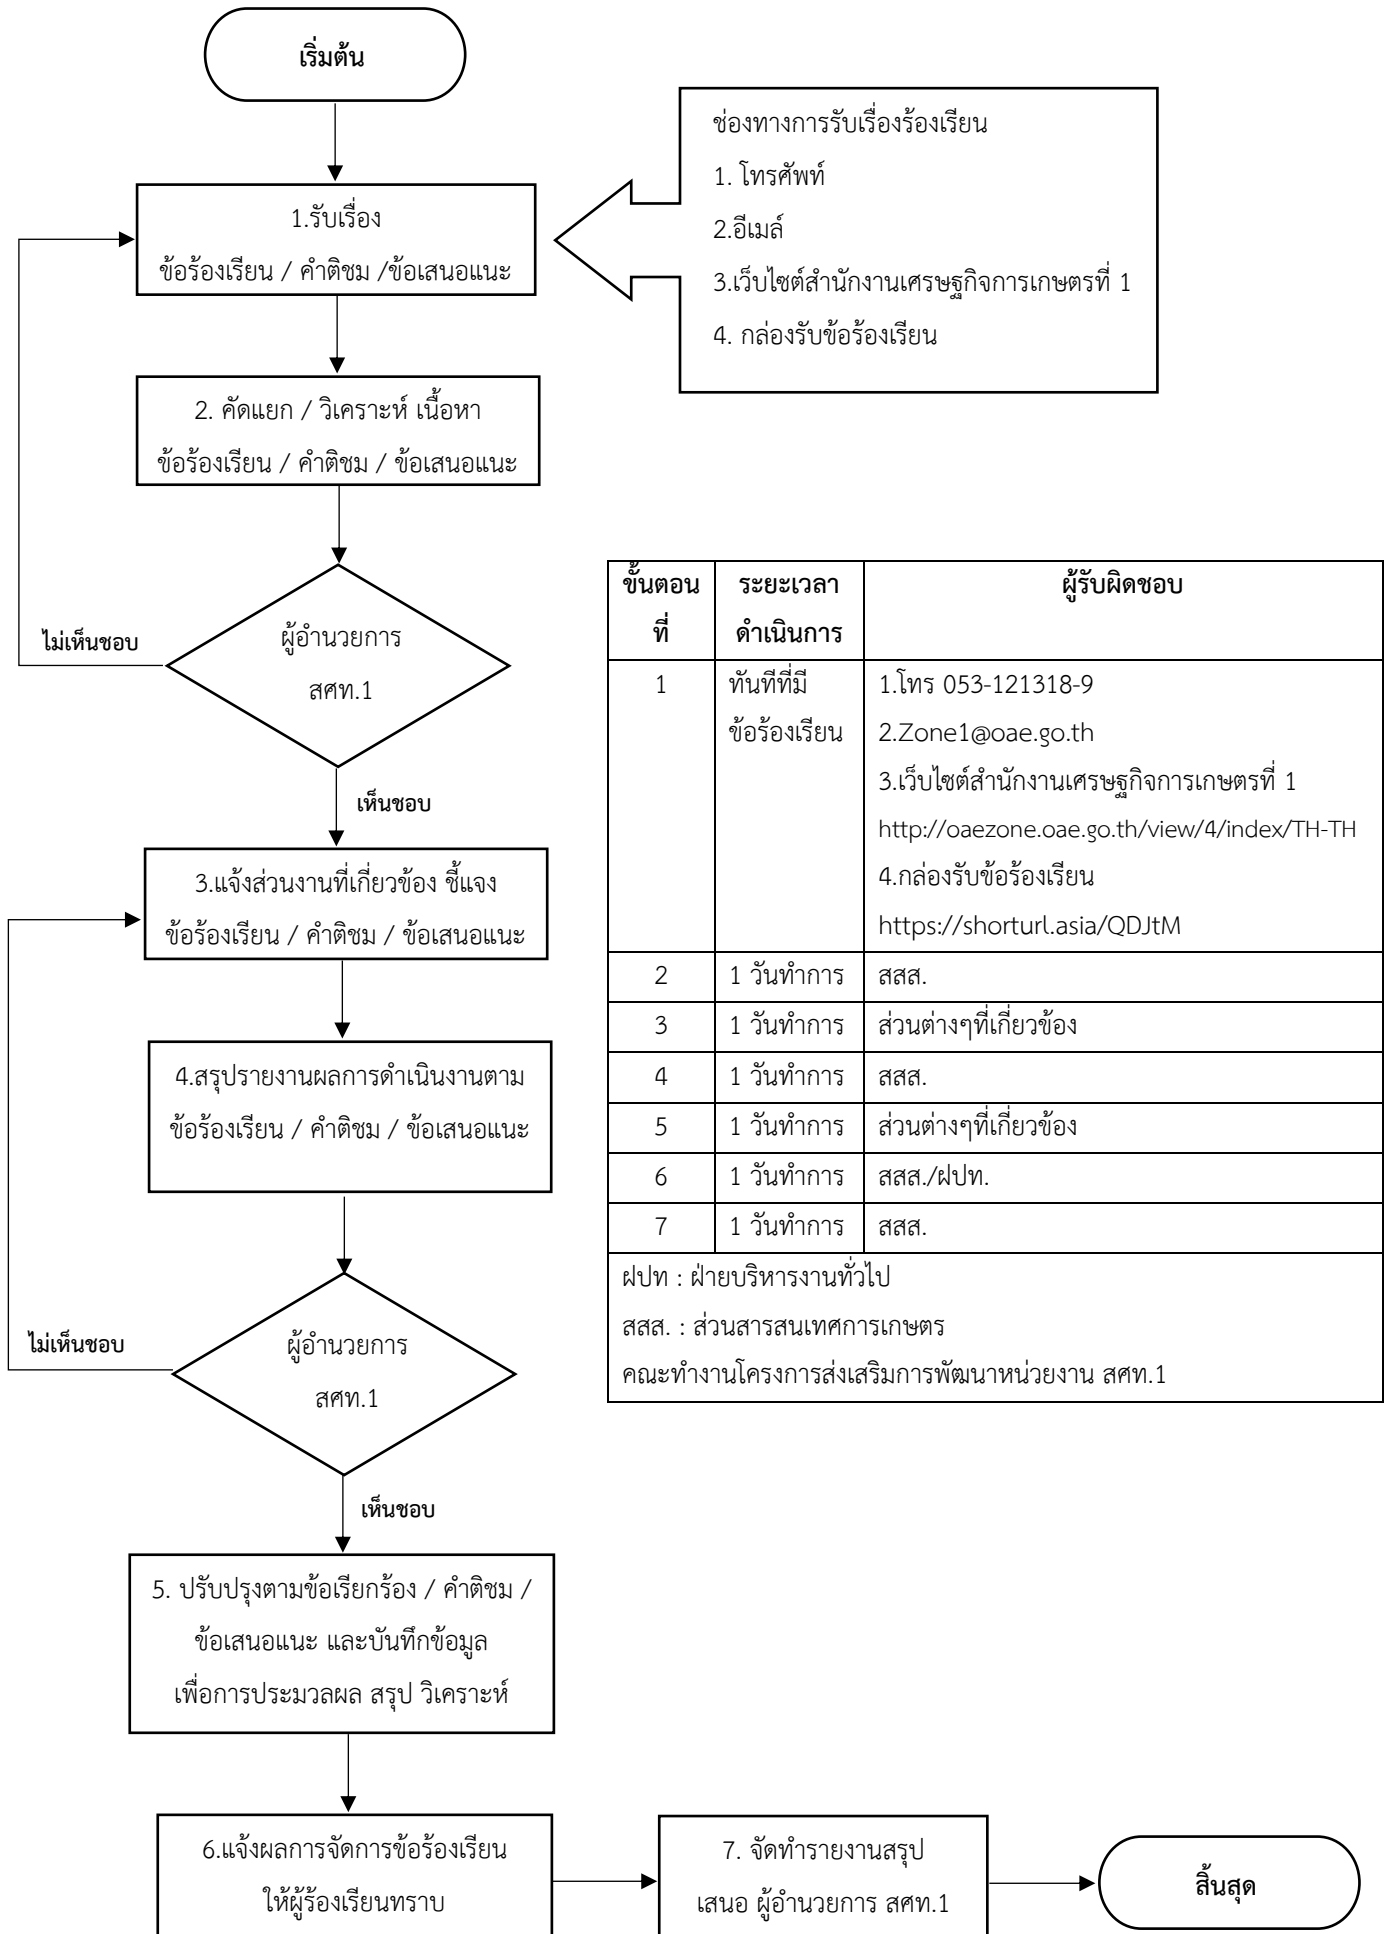 เริ่มต้น
ช่องทางการรับเรื่องร้องเรียน
1. โทรศัพท์
2.อีเมล์
3.เว็บไซต์สำนักงานเศรษฐกิจการเกษตรที่ 1
4. กล่องรับข้อร้องเรียน
1.รับเรื่อง
ข้อร้องเรียน / คำติชม /ข้อเสนอแนะ
2. คัดแยก / วิเคราะห์ เนื้อหา
ข้อร้องเรียน / คำติชม / ข้อเสนอแนะ
ไม่เห็นชอบ
ผู้อำนวยการ
สศท.1
เห็นชอบ
3.แจ้งส่วนงานที่เกี่ยวข้อง ชี้แจง
ข้อร้องเรียน / คำติชม / ข้อเสนอแนะ
4.สรุปรายงานผลการดำเนินงานตาม
ข้อร้องเรียน / คำติชม / ข้อเสนอแนะ
ไม่เห็นชอบ
ผู้อำนวยการ
สศท.1
เห็นชอบ
5. ปรับปรุงตามข้อเรียกร้อง / คำติชม /
ข้อเสนอแนะ และบันทึกข้อมูล
เพื่อการประมวลผล สรุป วิเคราะห์
6.แจ้งผลการจัดการข้อร้องเรียน
ให้ผู้ร้องเรียนทราบ
7. จัดทำรายงานสรุป
เสนอ ผู้อำนวยการ สศท.1
สิ้นสุด
ขั้นตอน ระยะเวลา ผู้รับผิดชอบ
ที่ ดำเนินการ
1 ทันทีที่มี 1.โทร 053-121318-9
ข้อร้องเรียน 2.Zone1@oae.go.th
3.เว็บไซต์สำนักงานเศรษฐกิจการเกษตรที่ 1
http://oaezone.oae.go.th/view/4/index/TH-TH
4.กล่องรับข้อร้องเรียน
https://shorturl.asia/QDJtM
2 1 วันทำการ สสส.
3 1 วันทำการ ส่วนต่างๆที่เกี่ยวข้อง
4 1 วันทำการ สสส.
5 1 วันทำการ ส่วนต่างๆที่เกี่ยวข้อง
6 1 วันทำการ สสส./ฝปท.
7 1 วันทำการ สสส.
ฝปท : ฝ่ายบริหารงานทั่วไป
สสส. : ส่วนสารสนเทศการเกษตร
คณะทำงานโครงการส่งเสริมการพัฒนาหน่วยงาน สศท.1